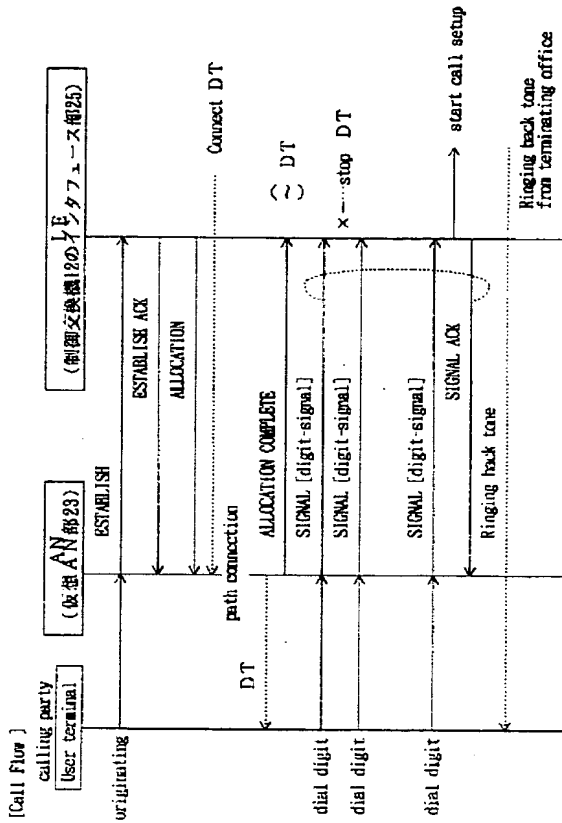 [Call Flow ]
calling party
User terminal
AN
(仮想AN部23)
LE
(制御交換機12のインタフェース部25)
originating
ESTABLISH
ESTABLISH ACK
ALLOCATION
Connect DT
path connection
DT
ALLOCATION COMPLETE
(~) DT
dial digit
SIGNAL [digit-signal]
× stop DT
dial digit
SIGNAL [digit-signal]
dial digit
SIGNAL [digit-signal]
start call setup
SIGNAL ACK
Ringing back tone
Ringing back tone
from terminating office